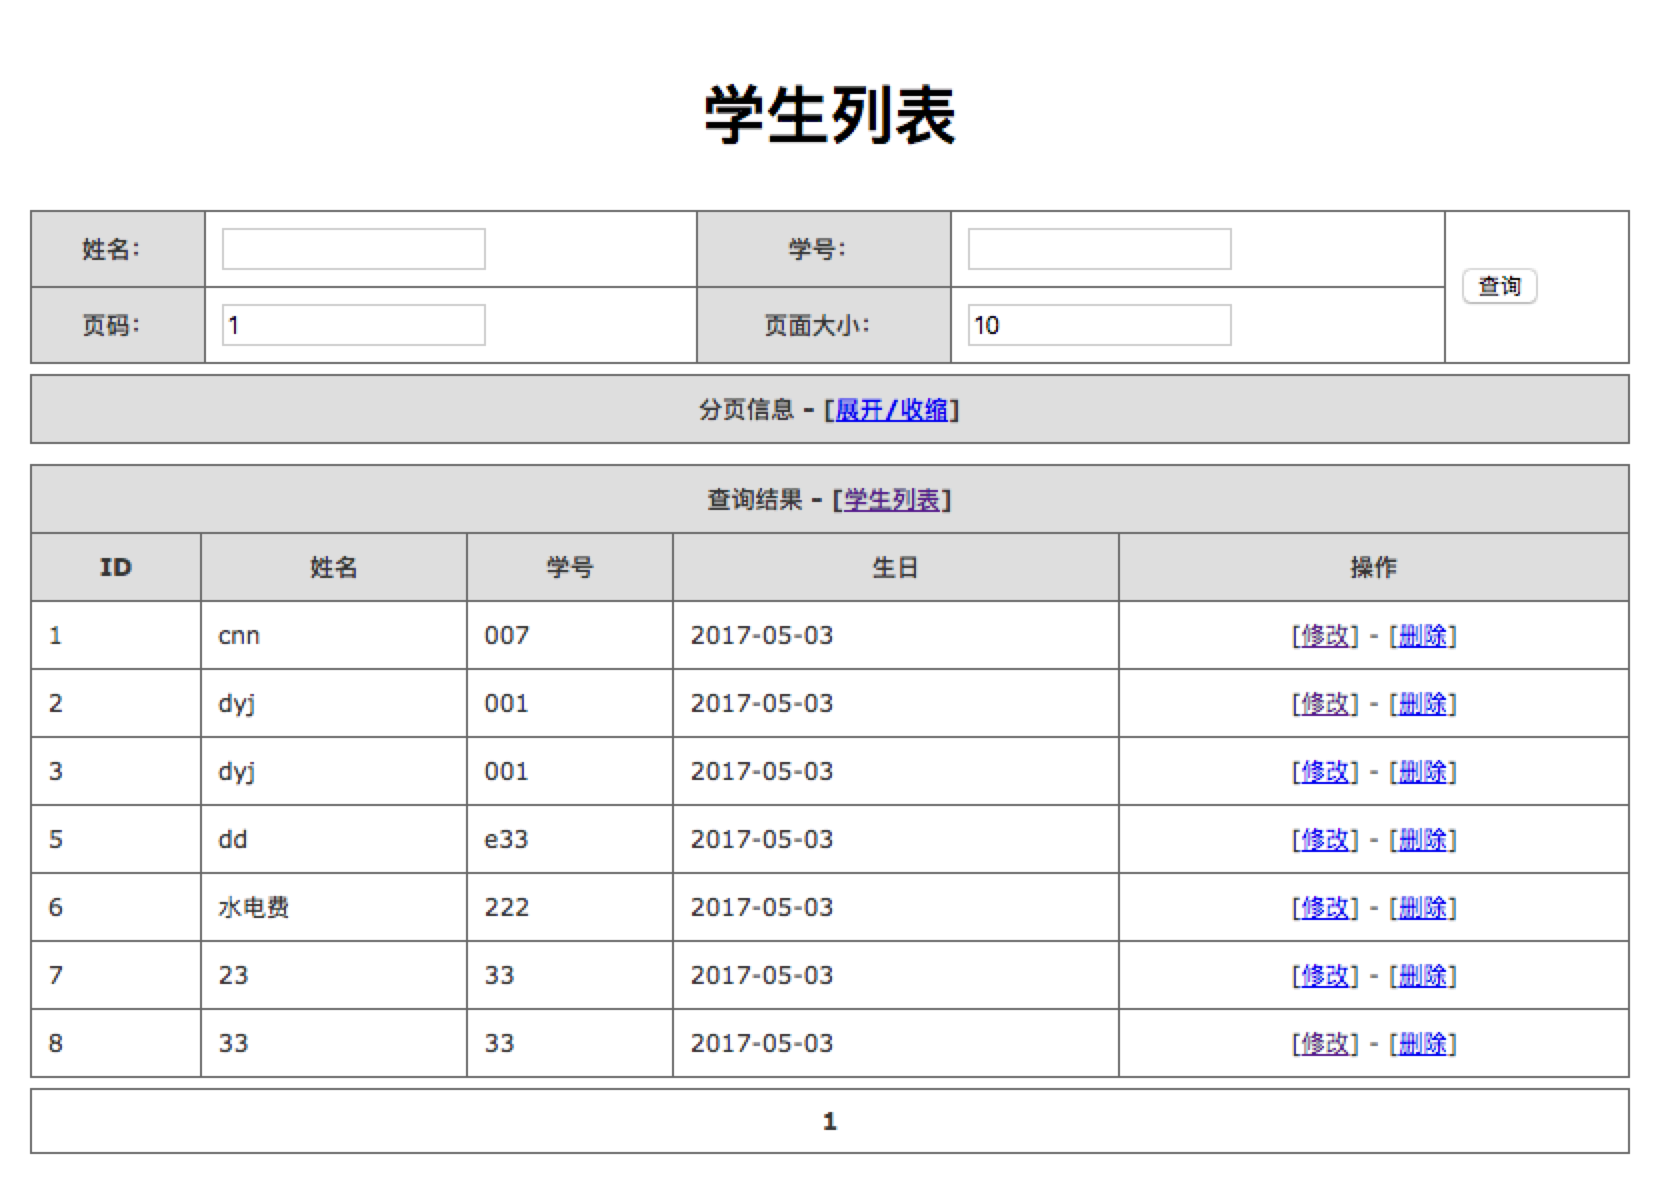 学生列表
姓名: 学号:
查询
页码: 1 页面大小: 10
分页信息 - [展开/收缩]
查询结果 - [学生列表]
ID 姓名 学号 生日 操作
1 cnn 007 2017-05-03 [修改] - [删除]
2 dyj 001 2017-05-03 [修改] - [删除]
3 dyj 001 2017-05-03 [修改] - [删除]
5 dd e33 2017-05-03 [修改] - [删除]
6 水电费 222 2017-05-03 [修改] - [删除]
7 23 33 2017-05-03 [修改] - [删除]
8 33 33 2017-05-03 [修改] - [删除]
1